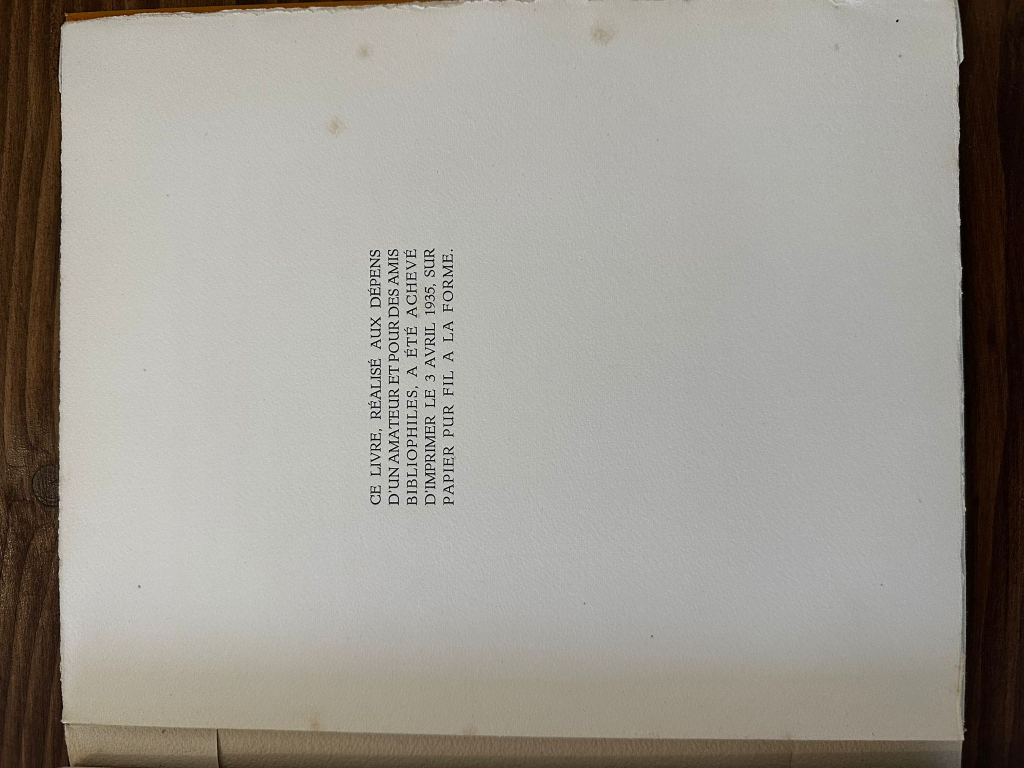 CE LIVRE, RÉALISÉ AUX DÉPENS
D'UN AMATEUR ET POUR DES AMIS
BIBLIOPHILES, A ÉTÉ ACHEVÉ
D'IMPRIMER LE 3 AVRIL 1935, SUR
PAPIER PUR FIL A LA FORME.